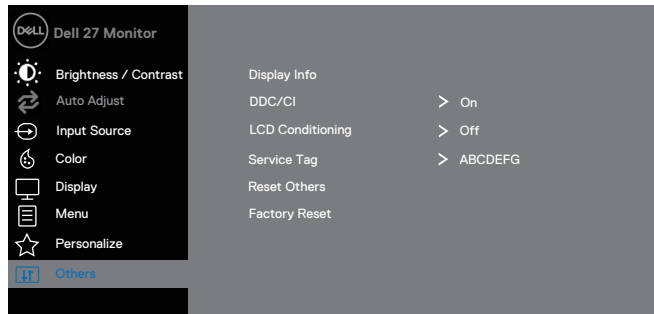 DELL Dell 27 Monitor
Brightness / Contrast Display Info
Auto Adjust DDC/CI > On
Input Source LCD Conditioning > Off
Color Service Tag > ABCDEFG
Display Reset Others
Menu Factory Reset
Personalize
Others